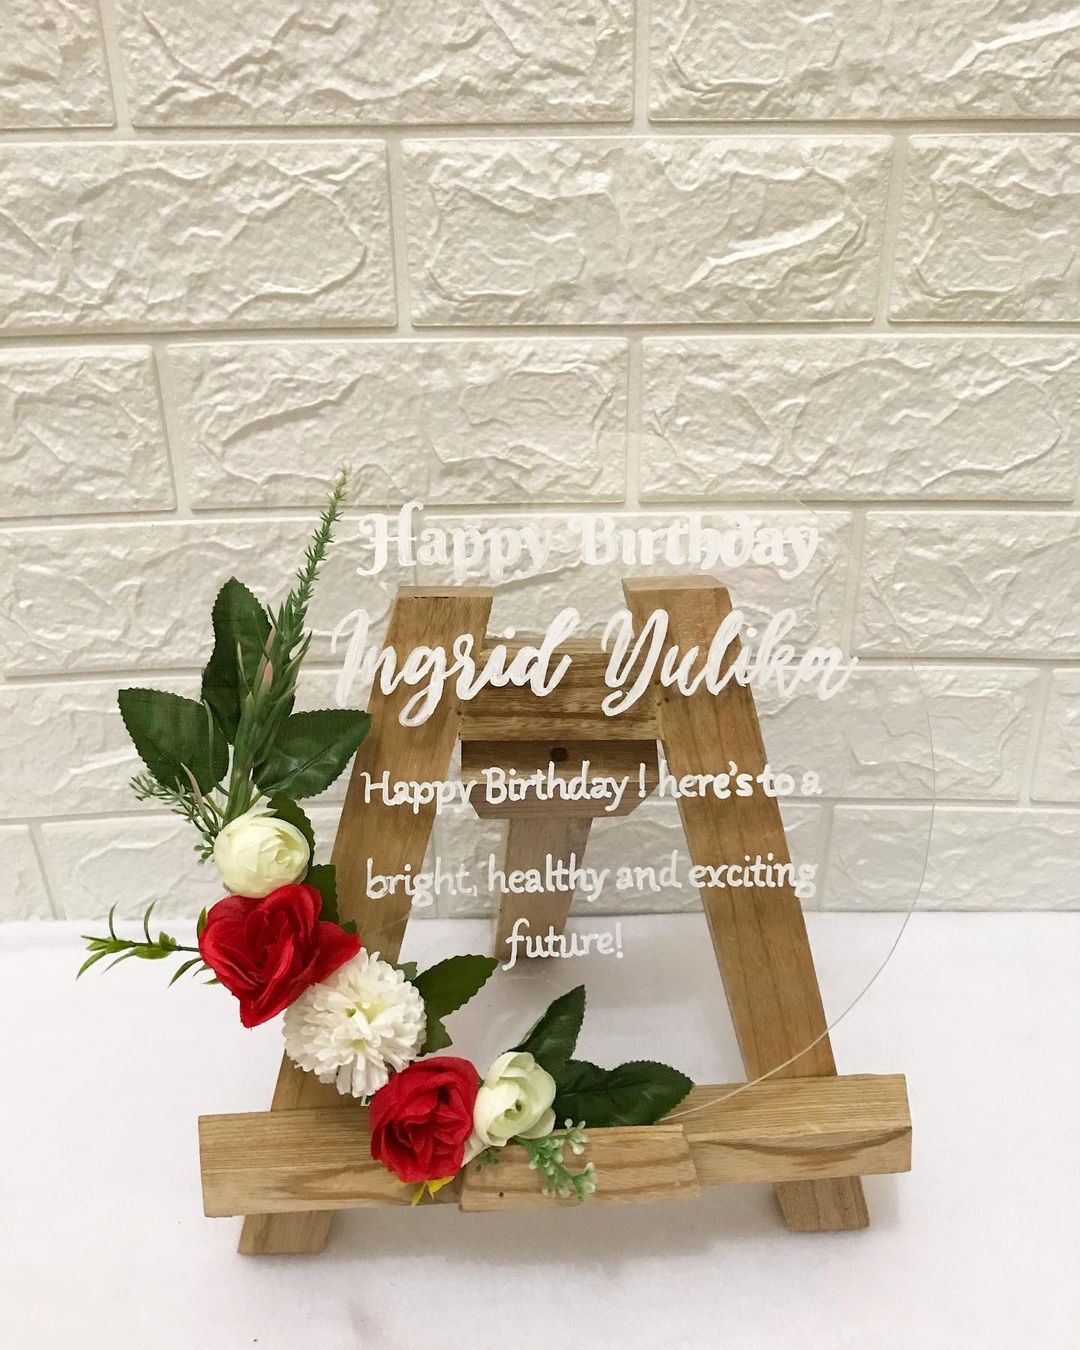 Happy Birthday
Ingrid Yulika
Happy Birthday ! here's to a
bright, healthy and exciting
future!